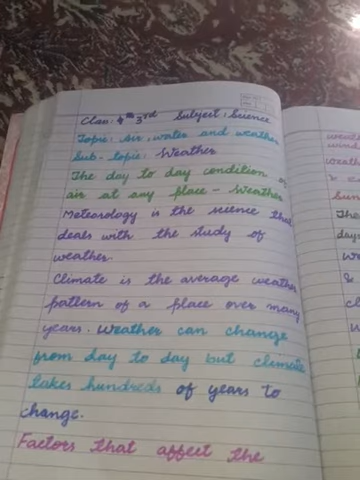 Class: 4th 3rd Subject: Science
Topic: Air, water and weather
Sub-topic: Weather
The day to day condition of
air at any place - Weather
Meteorology is the science that
deals with the study of
weather.
Climate is the average weather
pattern of a place over many
years. Weather can change
from day to day but climate
takes hundreds of years to
change.
Factors that affect the